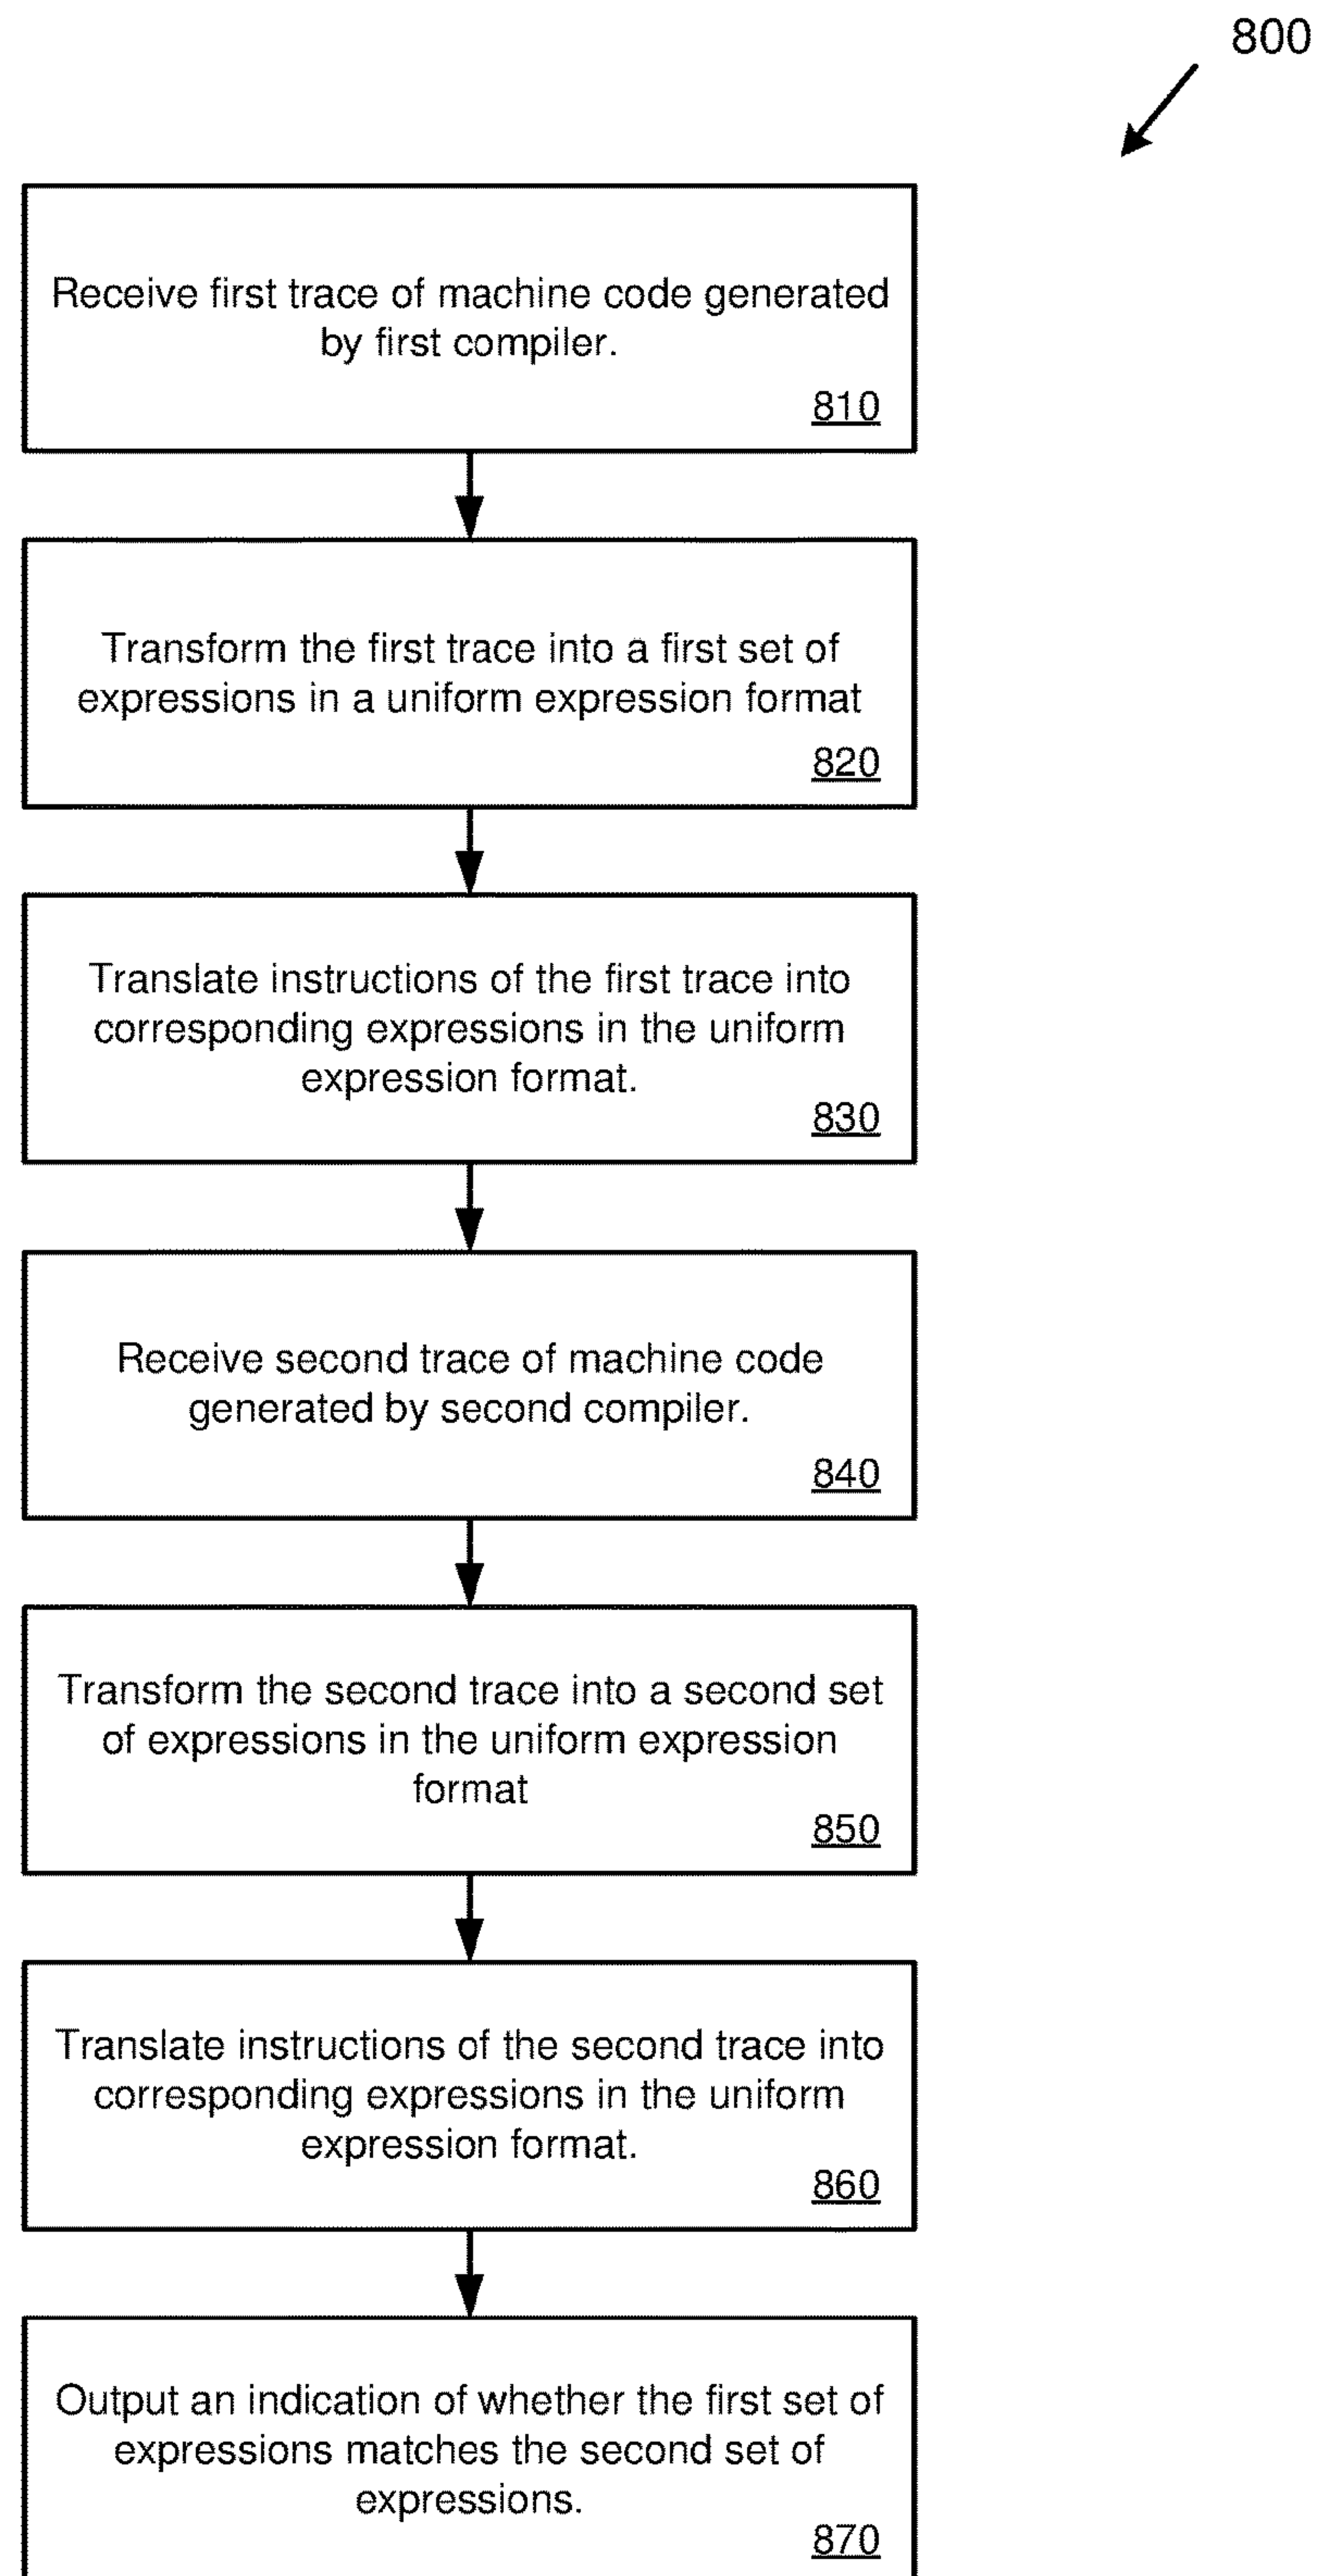 800
Receive first trace of machine code generated
by first compiler.
810
Transform the first trace into a first set of
expressions in a uniform expression format
820
Translate instructions of the first trace into
corresponding expressions in the uniform
expression format.
830
Receive second trace of machine code
generated by second compiler.
840
Transform the second trace into a second set
of expressions in the uniform expression
format
850
Translate instructions of the second trace into
corresponding expressions in the uniform
expression format.
860
Output an indication of whether the first set of
expressions matches the second set of
expressions.
870